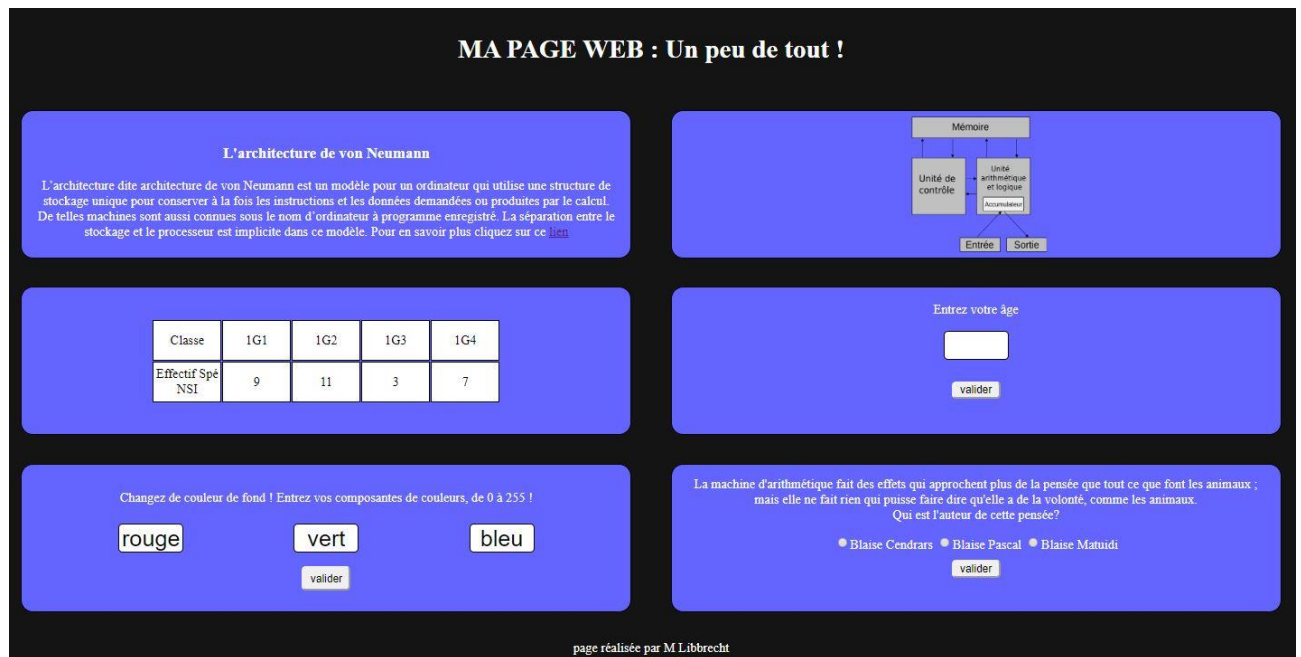 MA PAGE WEB : Un peu de tout !
L'architecture de von Neumann
L'architecture dite architecture de von Neumann est un modèle pour un ordinateur qui utilise une structure de
stockage unique pour conserver à la fois les instructions et les données demandées ou produites par le calcul.
De telles machines sont aussi connues sous le nom d'ordinateur à programme enregistré. La séparation entre le
stockage et le processeur est implicite dans ce modèle. Pour en savoir plus cliquez sur ce lien
Mémoire
Unité de
contrôle
Unité
arithmétique
et logique
Accumulateur
Entrée Sortie
Classe 1G1 1G2 1G3 1G4
Effectif Spé
NSI 9 11 3 7
Entrez votre âge
valider
Changez de couleur de fond ! Entrez vos composantes de couleurs, de 0 à 255 !
rouge vert bleu
valider
La machine d'arithmétique fait des effets qui approchent plus de la pensée que tout ce que font les animaux ;
mais elle ne fait rien qui puisse faire dire qu'elle a de la volonté, comme les animaux.
Qui est l'auteur de cette pensée?
Blaise Cendrars Blaise Pascal Blaise Matuidi
valider
page réalisée par M Libbrecht